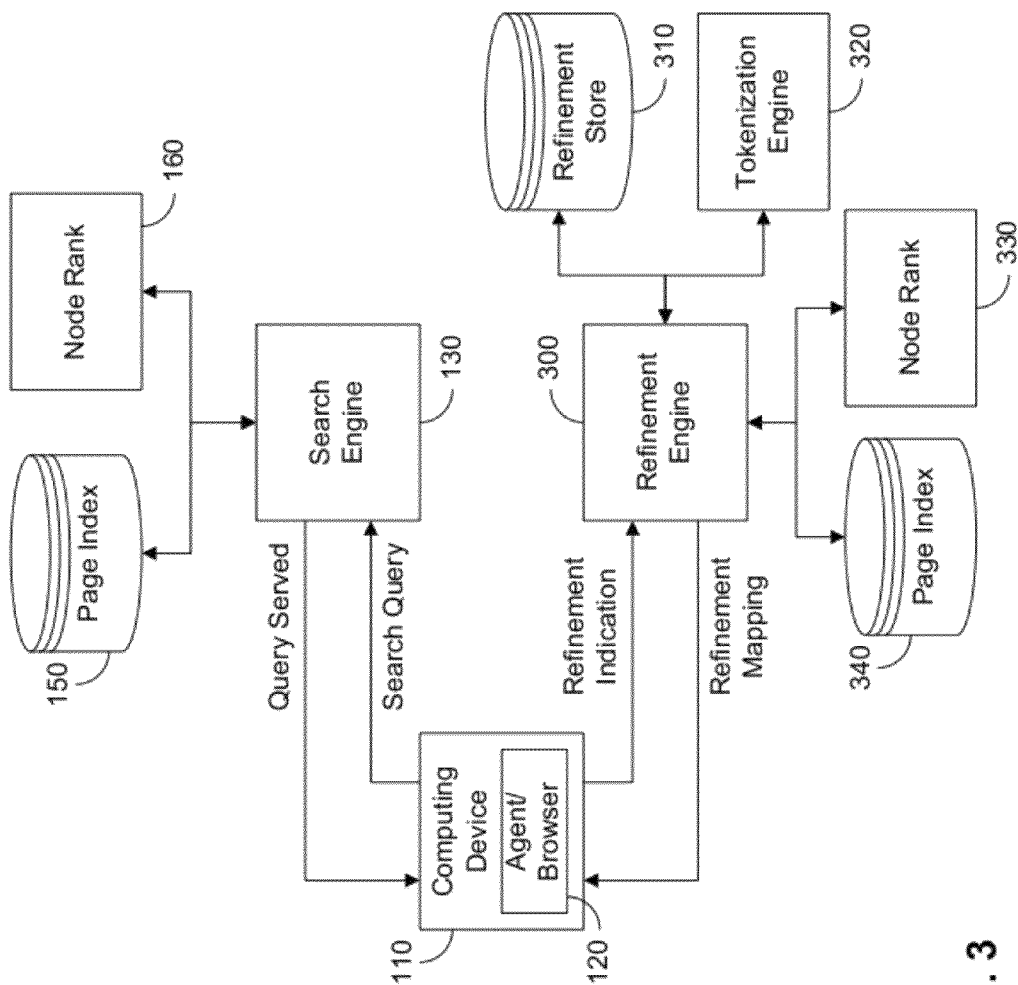 Page Index
150
Node Rank
160
Query Served
Search Query
Search
Engine
130
Computing
Device
110
Agent/
Browser
120
Refinement
Indication
Refinement
Mapping
Refinement
Engine
300
Refinement
Store
310
Tokenization
Engine
320
Page Index
340
Node Rank
330
. 3